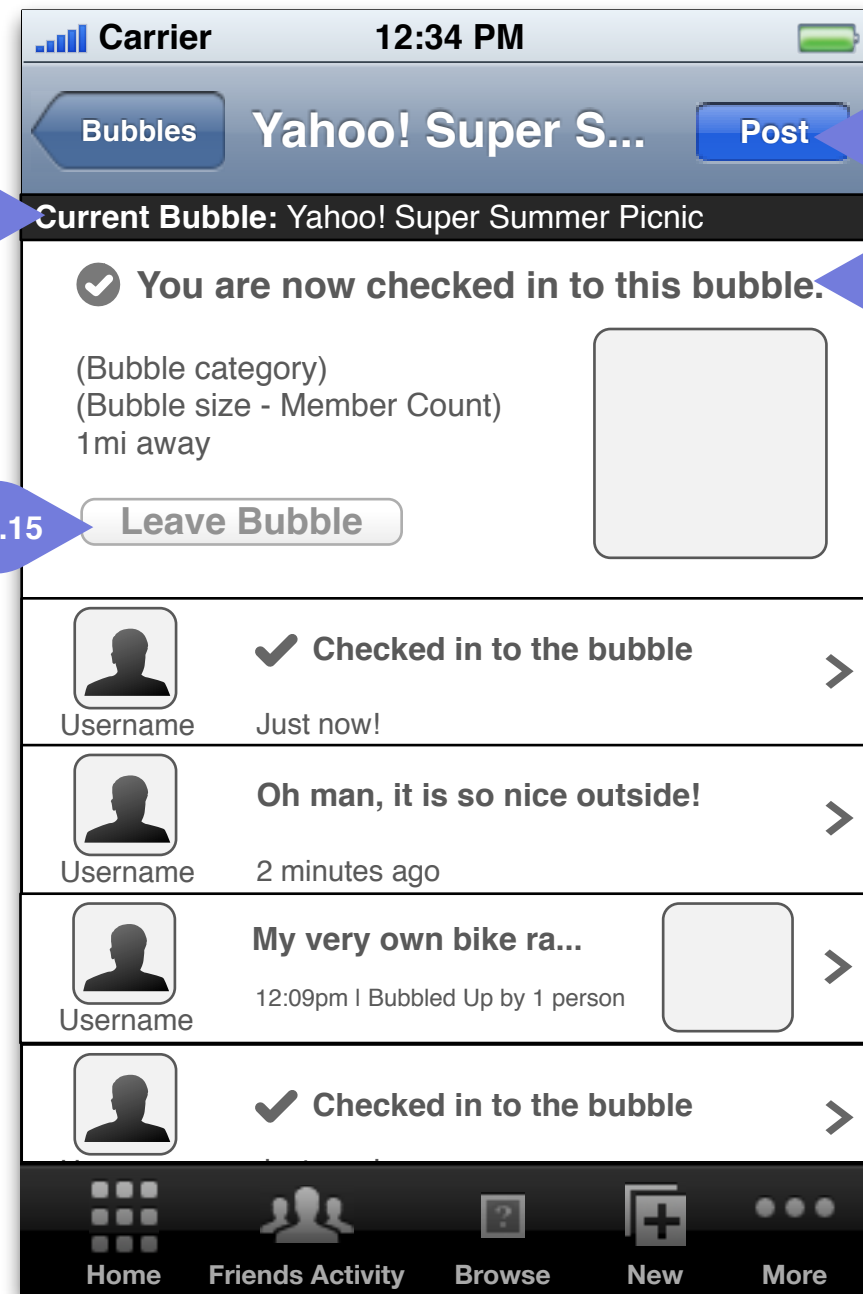 Carrier 12:34 PM
Bubbles Yahoo! Super S... Post
Current Bubble: Yahoo! Super Summer Picnic
You are now checked in to this bubble.
(Bubble category)
(Bubble size - Member Count)
1mi away
.15 Leave Bubble
Checked in to the bubble
Username Just now!
Oh man, it is so nice outside!
Username 2 minutes ago
My very own bike ra...
12:09pm | Bubbled Up by 1 person
Username
Checked in to the bubble
?
Home Friends Activity Browse New More